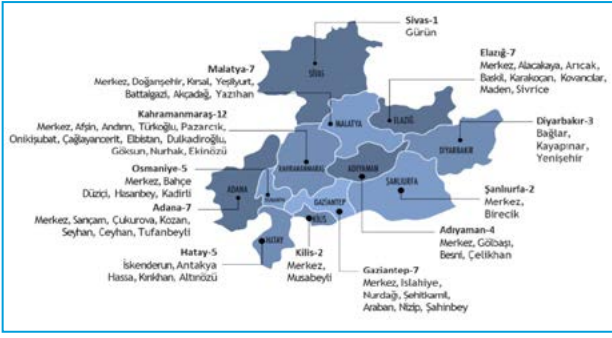 Sivas-1
Gürün
Elazığ-7
Merkez, Alacakaya, Arıcak,
Baskil, Karakoçan, Kovancılar,
Maden, Sivrice
Malatya-7
Merkez, Doğanşehir, Kırsal, Yeşilyurt,
Battalgazi, Akçadağ, Yazıhan
Kahramanmaraş-12
Merkez, Afşin, Andırın, Türkoğlu, Pazarcık,
Onikişubat, Çağlayancerit, Elbistan, Dulkadiroğlu,
Göksun, Nurhak, Ekinözü
Diyarbakır-3
Bağlar,
Kayapınar,
Yenişehir
Osmaniye-5
Merkez, Bahçe
Düziçi, Hasanbey, Kadirli
Şanlıurfa-2
Merkez,
Birecik
Adana-7
Merkez, Sarıçam, Çukurova, Kozan,
Seyhan, Ceyhan, Tufanbeyli
Adıyaman-4
Merkez, Gölbaşı,
Besni, Çelikhan
Hatay-5
İskenderun, Antakya
Hassa, Kırıkhan, Altınözü
Kilis-2
Merkez,
Musabeyli
Gaziantep-7
Merkez, Islahiye,
Nurdağı, Şehitkamil,
Araban, Nizip, Şahinbey
SİVAS
MALATYA
ELAZIĞ
DİYARBAKIR
KAHRAMANMARAŞ
ADIYAMAN
ŞANLIURFA
ADANA
GAZİANTEP
KİLİS
HATAY